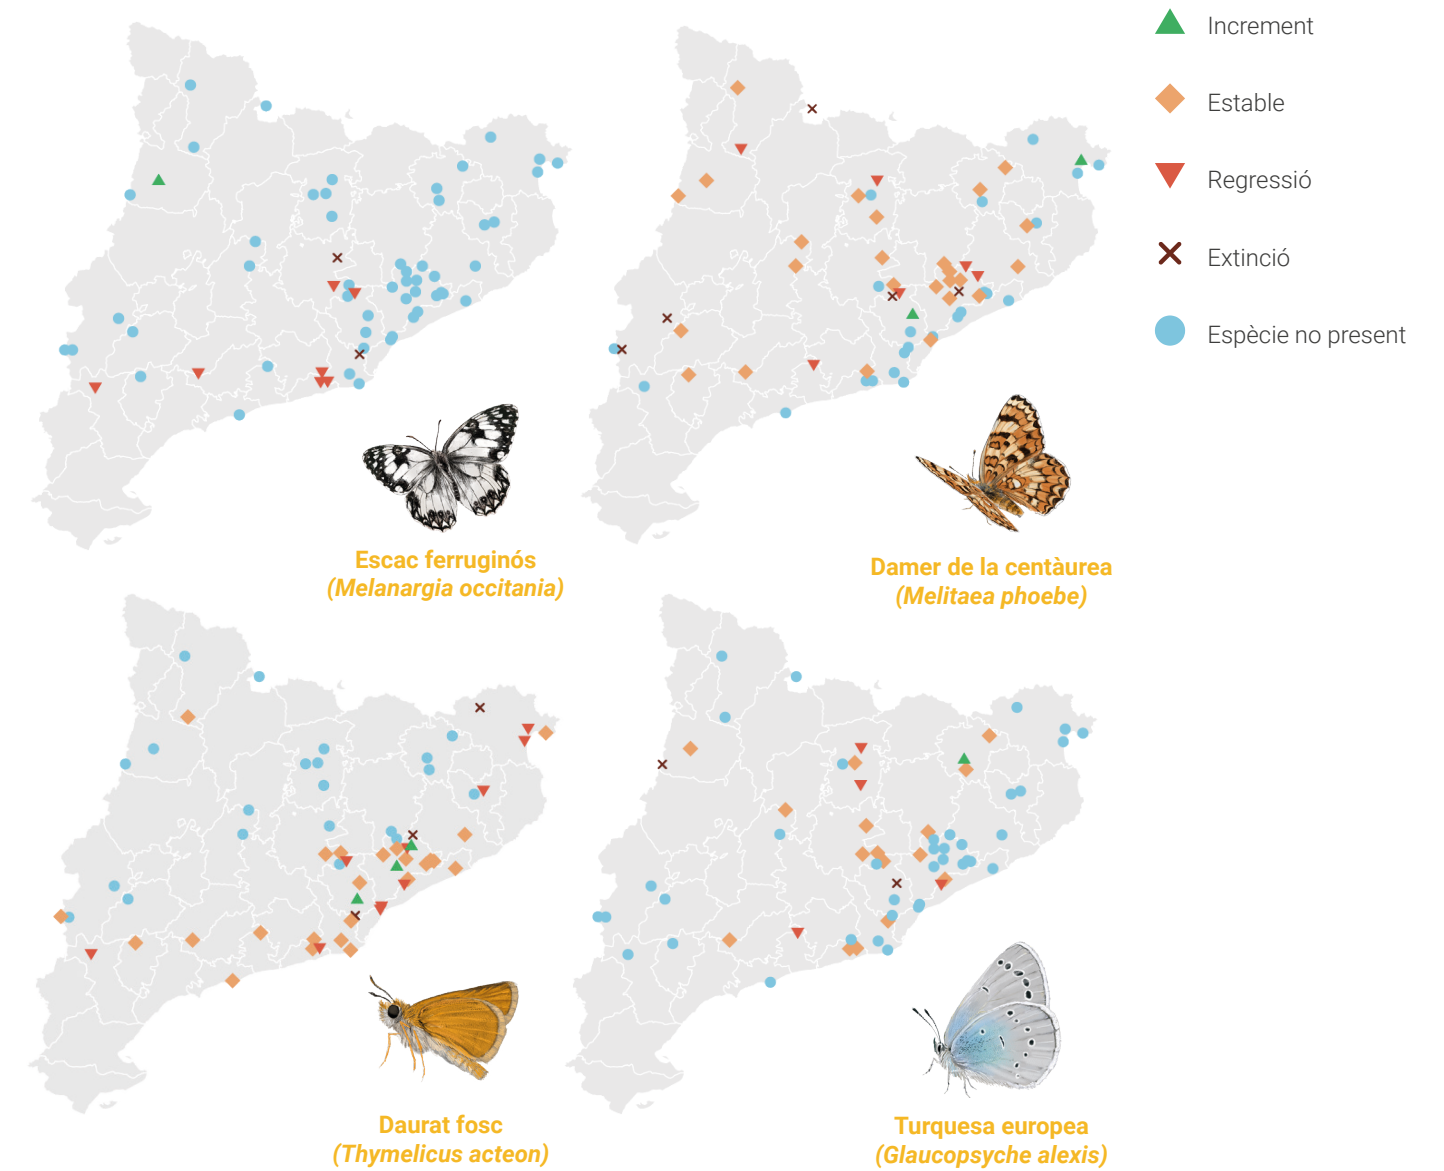 Increment
Estable
Regressió
Extinció
Espècie no present
Escac ferruginós
(Melanargia occitania)
Damer de la centàurea
(Melitaea phoebe)
Daurat fosc
(Thymelicus acteon)
Turquesa europea
(Glaucopsyche alexis)